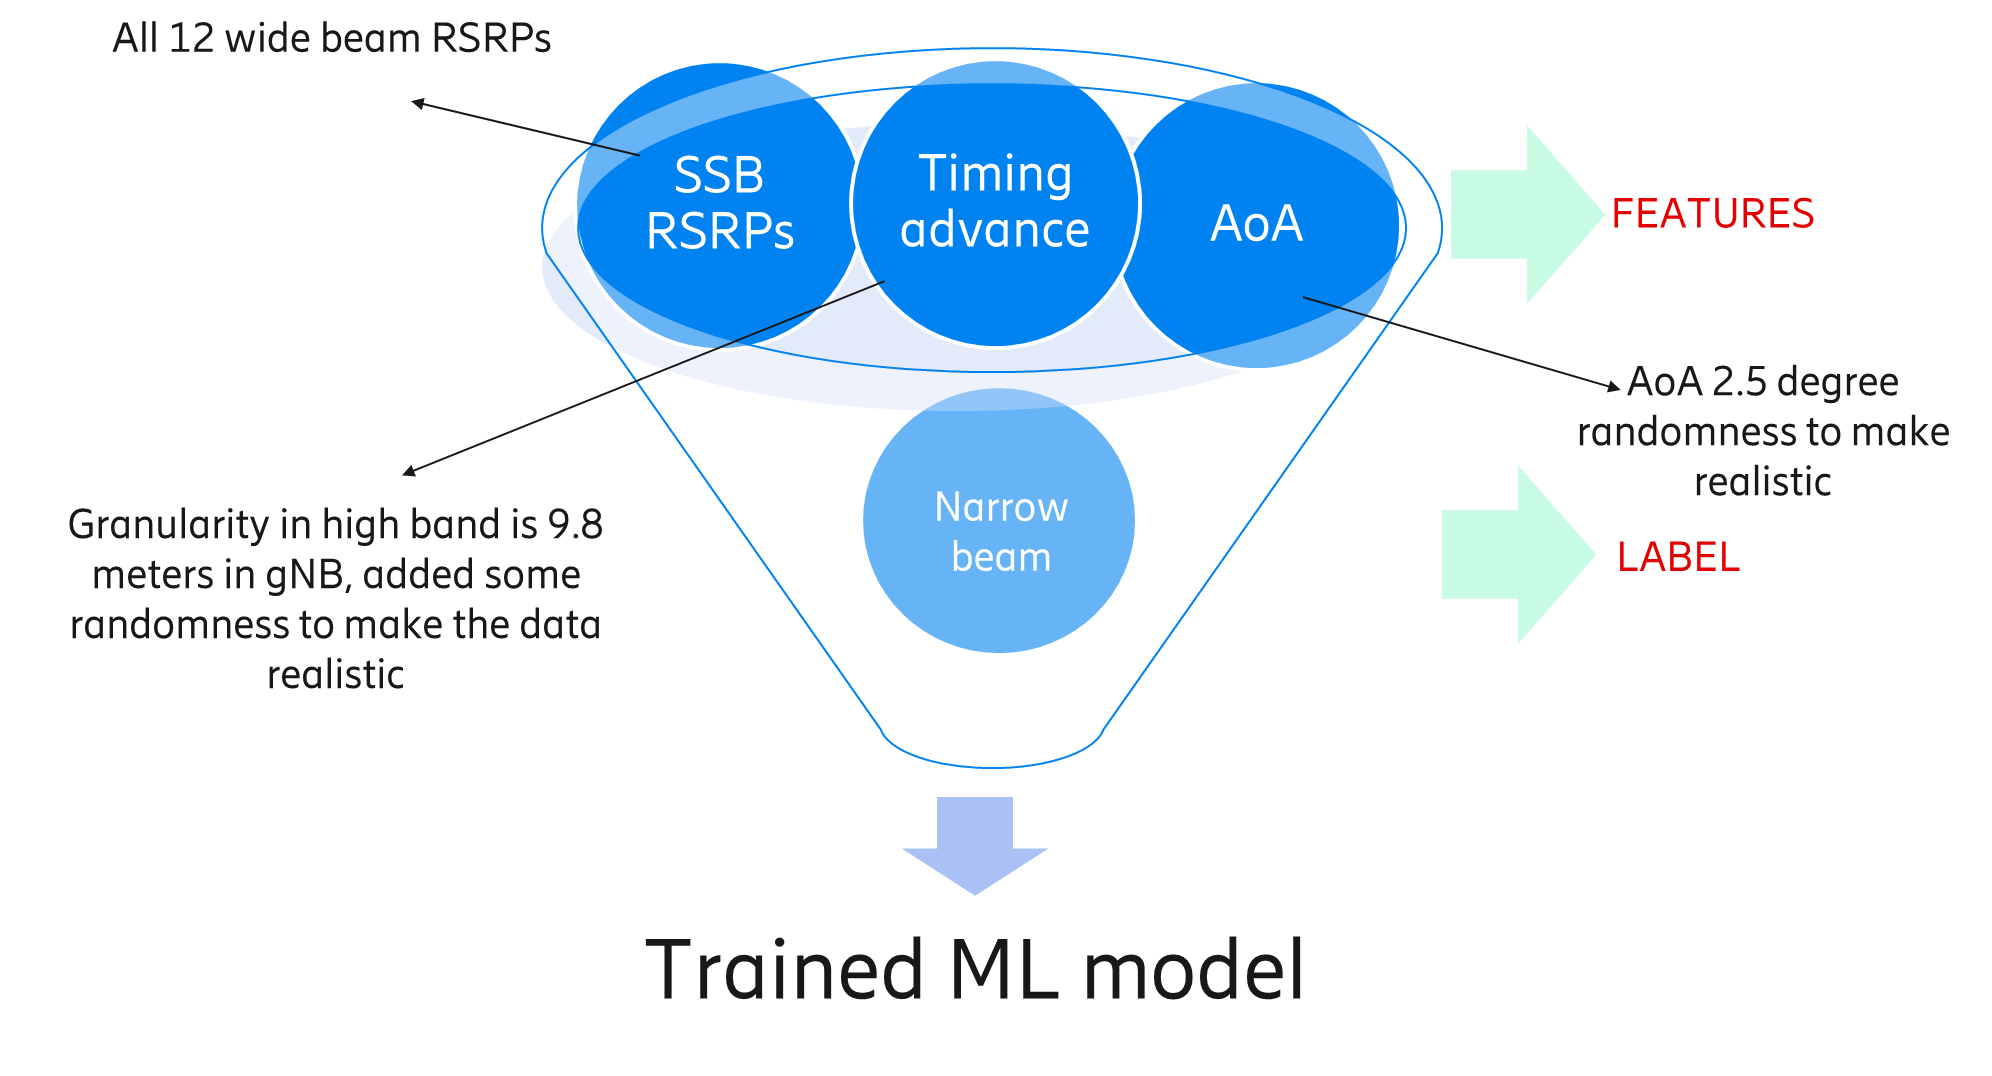 All 12 wide beam RSRPs
SSB
RSRPs
Timing
advance
AoA
FEATURES
AoA 2.5 degree
randomness to make
realistic
Granularity in high band is 9.8
meters in gNB, added some
randomness to make the data
realistic
Narrow
beam
LABEL
Trained ML model